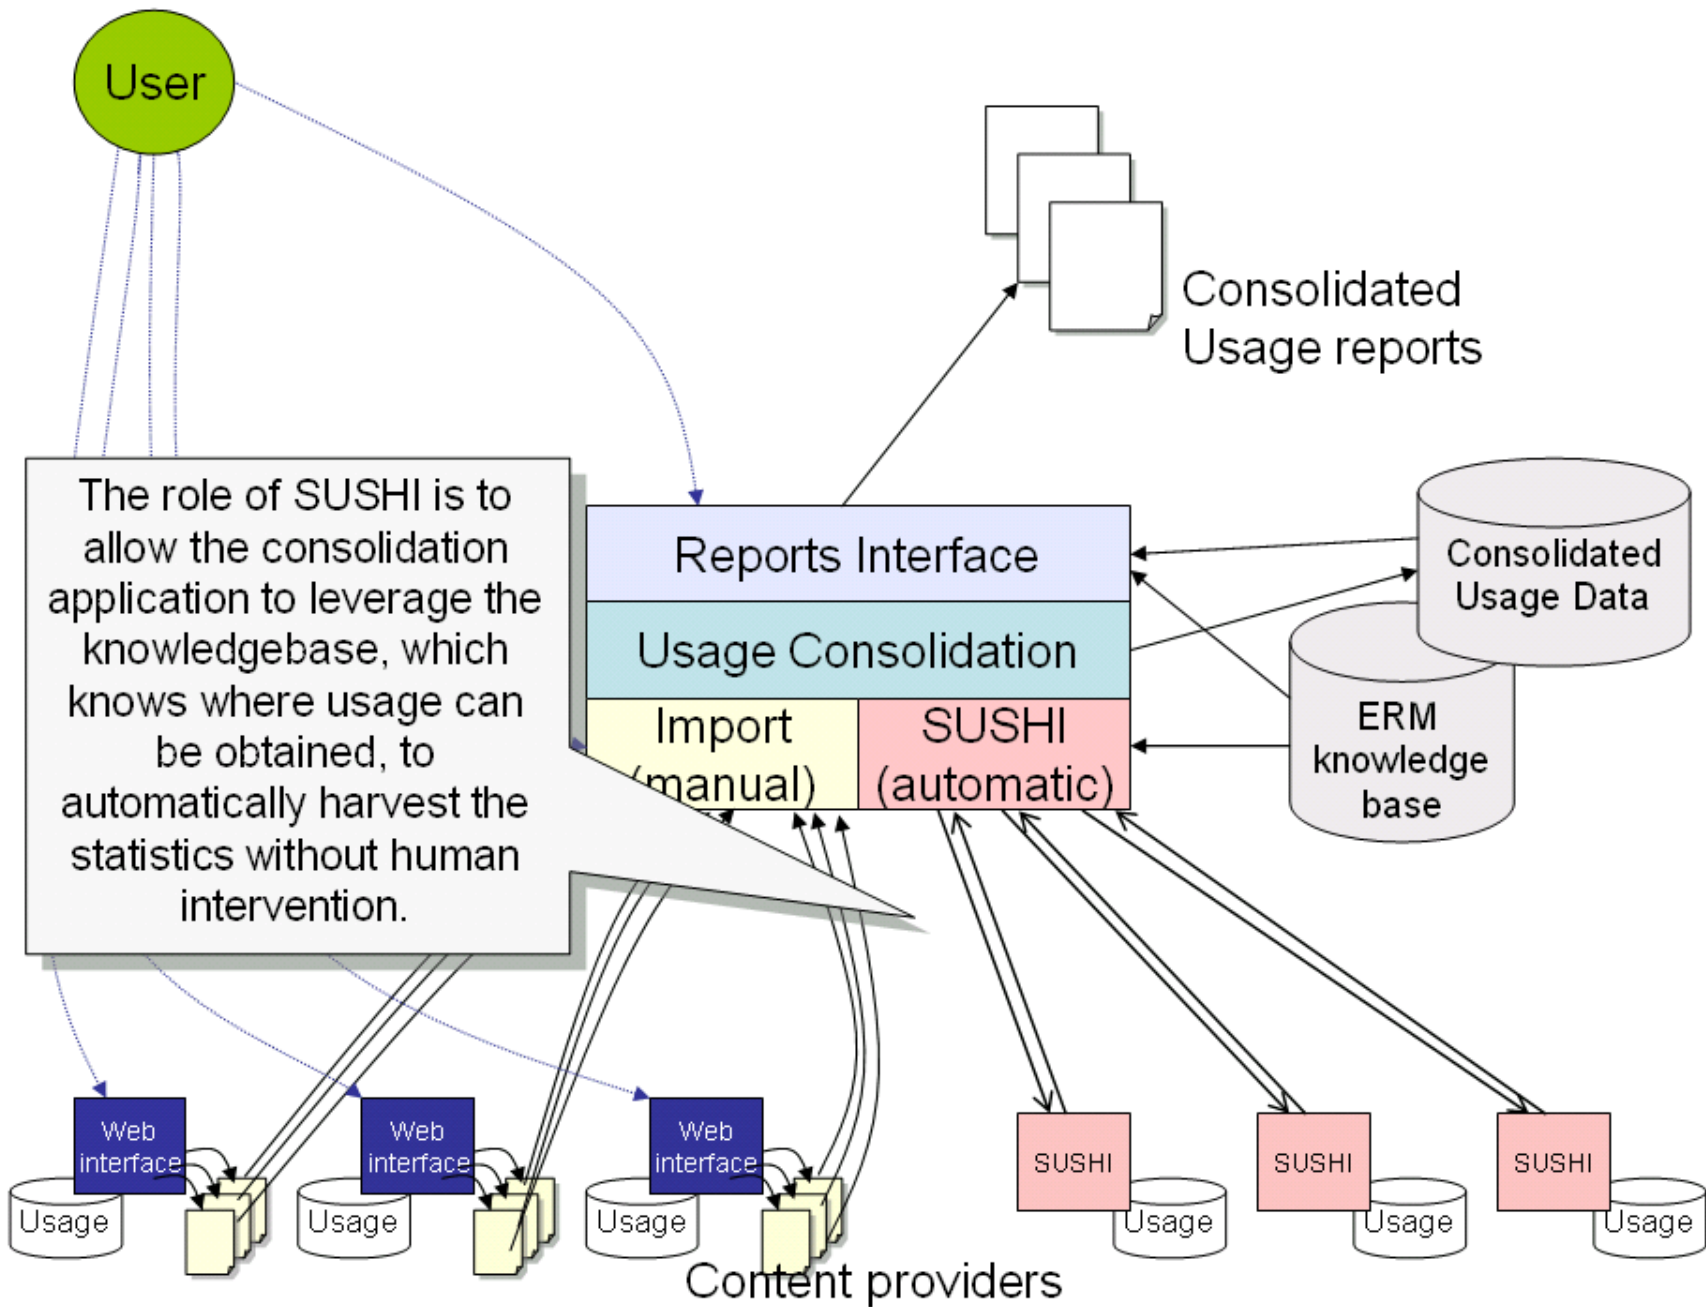 User
Consolidated
Usage reports
The role of SUSHI is to
allow the consolidation
application to leverage the
knowledgebase, which
knows where usage can
be obtained, to
automatically harvest the
statistics without human
intervention.
Reports Interface
Usage Consolidation
Import
(manual)
SUSHI
(automatic)
Consolidated
Usage Data
ERM
knowledge
base
Web
interface
Usage
Web
interface
Usage
Web
interface
Usage
SUSHI
Usage
SUSHI
Usage
SUSHI
Usage
Content providers